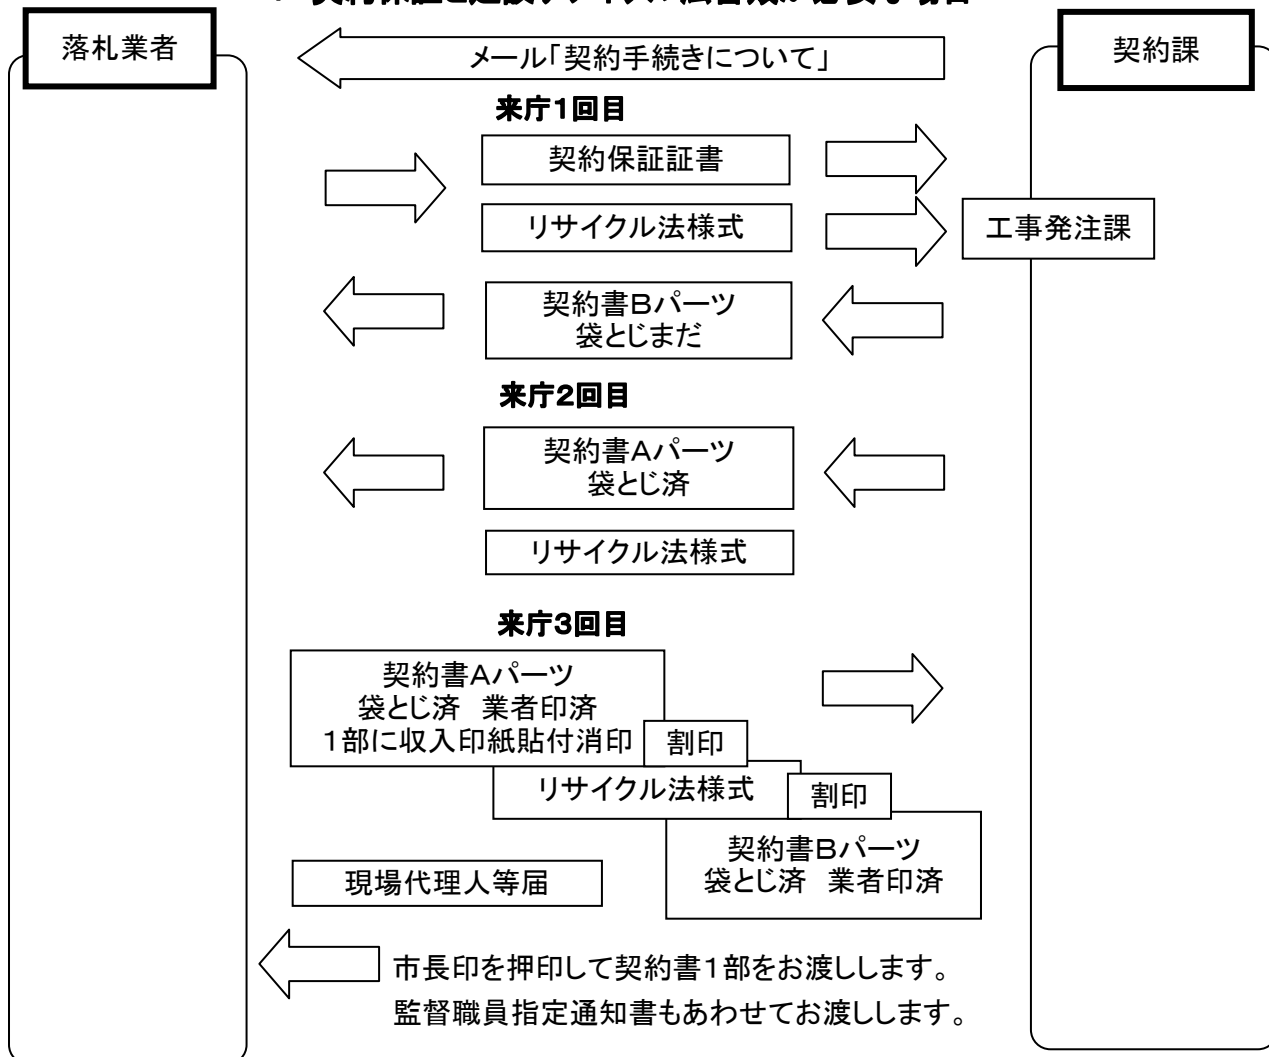 落札業者
契約課
メール「契約手続きについて」
来庁1回目
契約保証証書
リサイクル法様式
工事発注課
契約書Bパーツ
袋とじまだ
来庁2回目
契約書Aパーツ
袋とじ済
リサイクル法様式
来庁3回目
契約書Aパーツ
袋とじ済 業者印済
1部に収入印紙貼付消印
割印
リサイクル法様式
割印
契約書Bパーツ
袋とじ済 業者印済
現場代理人等届
市長印を押印して契約書1部をお渡しします。
監督職員指定通知書もあわせてお渡しします。